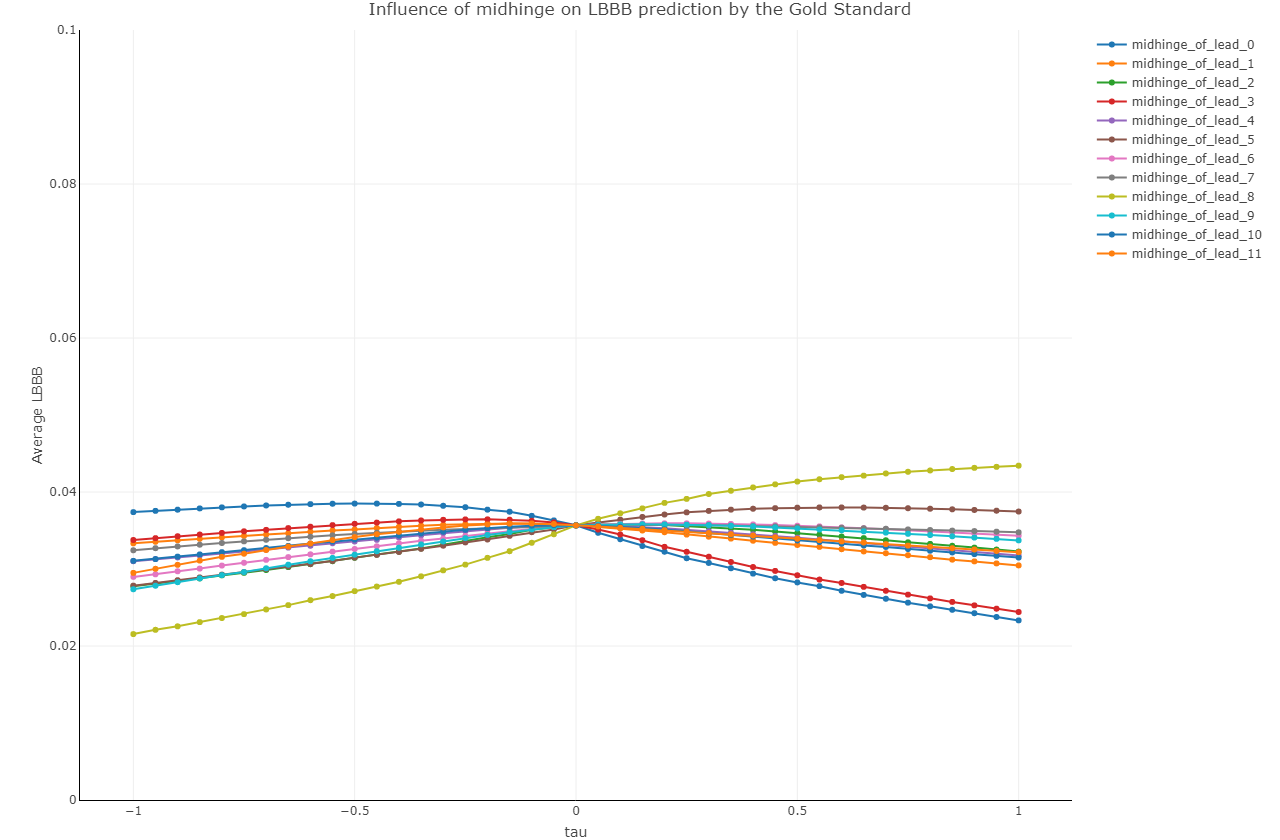 Influence of midhinge on LBBB prediction by the Gold Standard
0.1
0.08
0.06
0.04
0.02
0
Average LBBB
−1
−0.5
0
0.5
1
tau
midhinge_of_lead_0
midhinge_of_lead_1
midhinge_of_lead_2
midhinge_of_lead_3
midhinge_of_lead_4
midhinge_of_lead_5
midhinge_of_lead_6
midhinge_of_lead_7
midhinge_of_lead_8
midhinge_of_lead_9
midhinge_of_lead_10
midhinge_of_lead_11